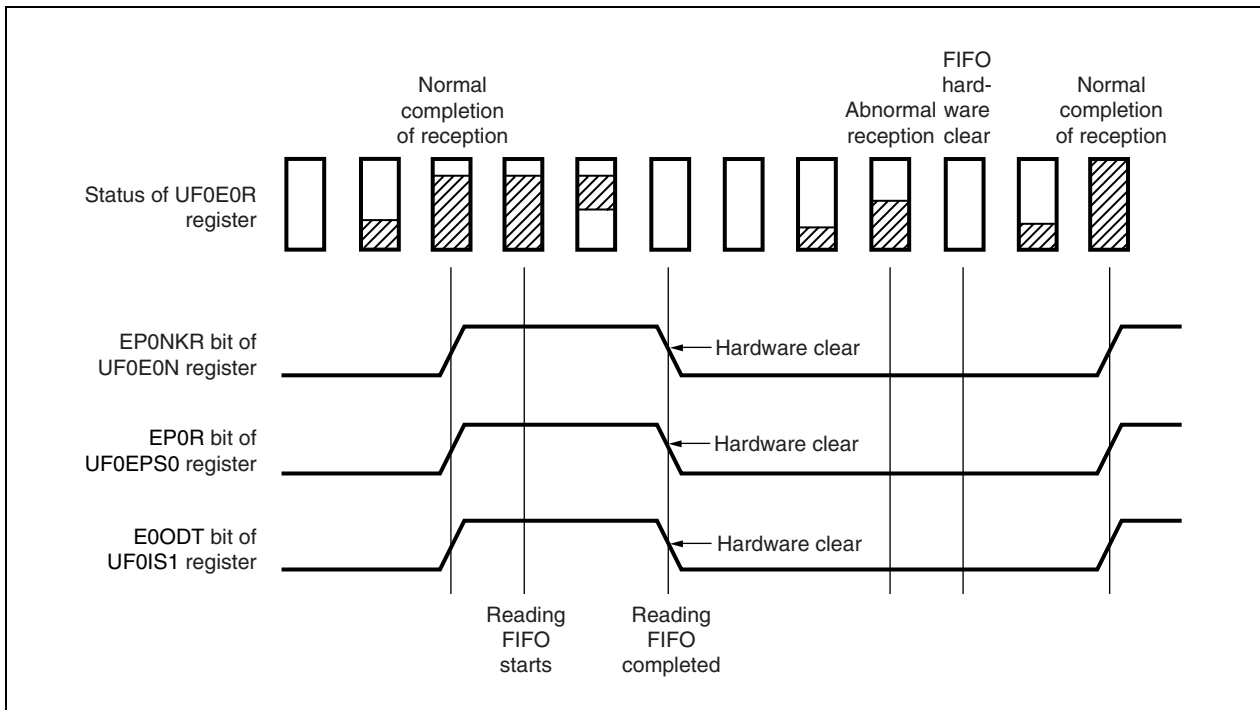 Normal
completion
of reception
Abnormal
reception
FIFO
hard-
ware
clear
Normal
completion
of reception
Status of UF0E0R
register
EP0NKR bit of
UF0E0N register
Hardware clear
EP0R bit of
UF0EPS0 register
Hardware clear
E0ODT bit of
UF0IS1 register
Hardware clear
Reading
FIFO
starts
Reading
FIFO
completed